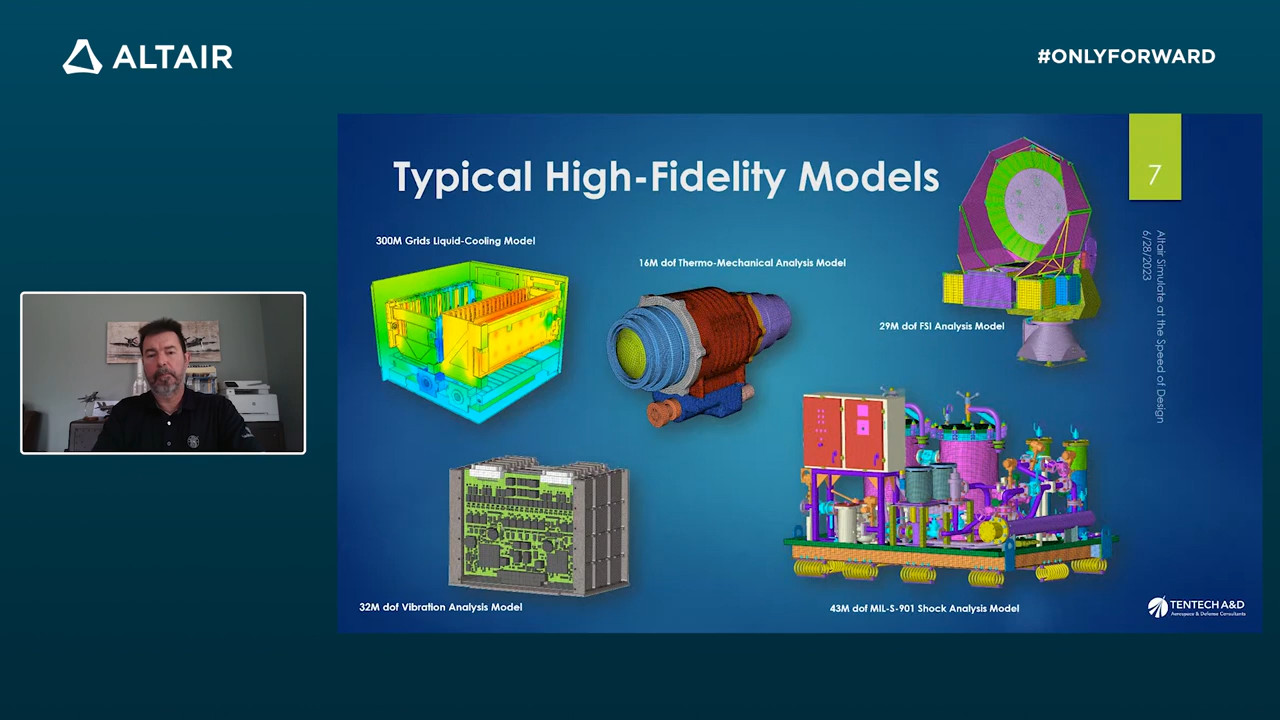 ALTAIR
#ONLYFORWARD
Typical High-Fidelity Models
7
Altair Simulate at the Speed of Design
6/28/2023
300M Grids Liquid-Cooling Model
16M dof Thermo-Mechanical Analysis Model
29M dof FSI Analysis Model
32M dof Vibration Analysis Model
43M dof MIL-S-901 Shock Analysis Model
TENTECH A&D
Aerospace & Defense Consultants